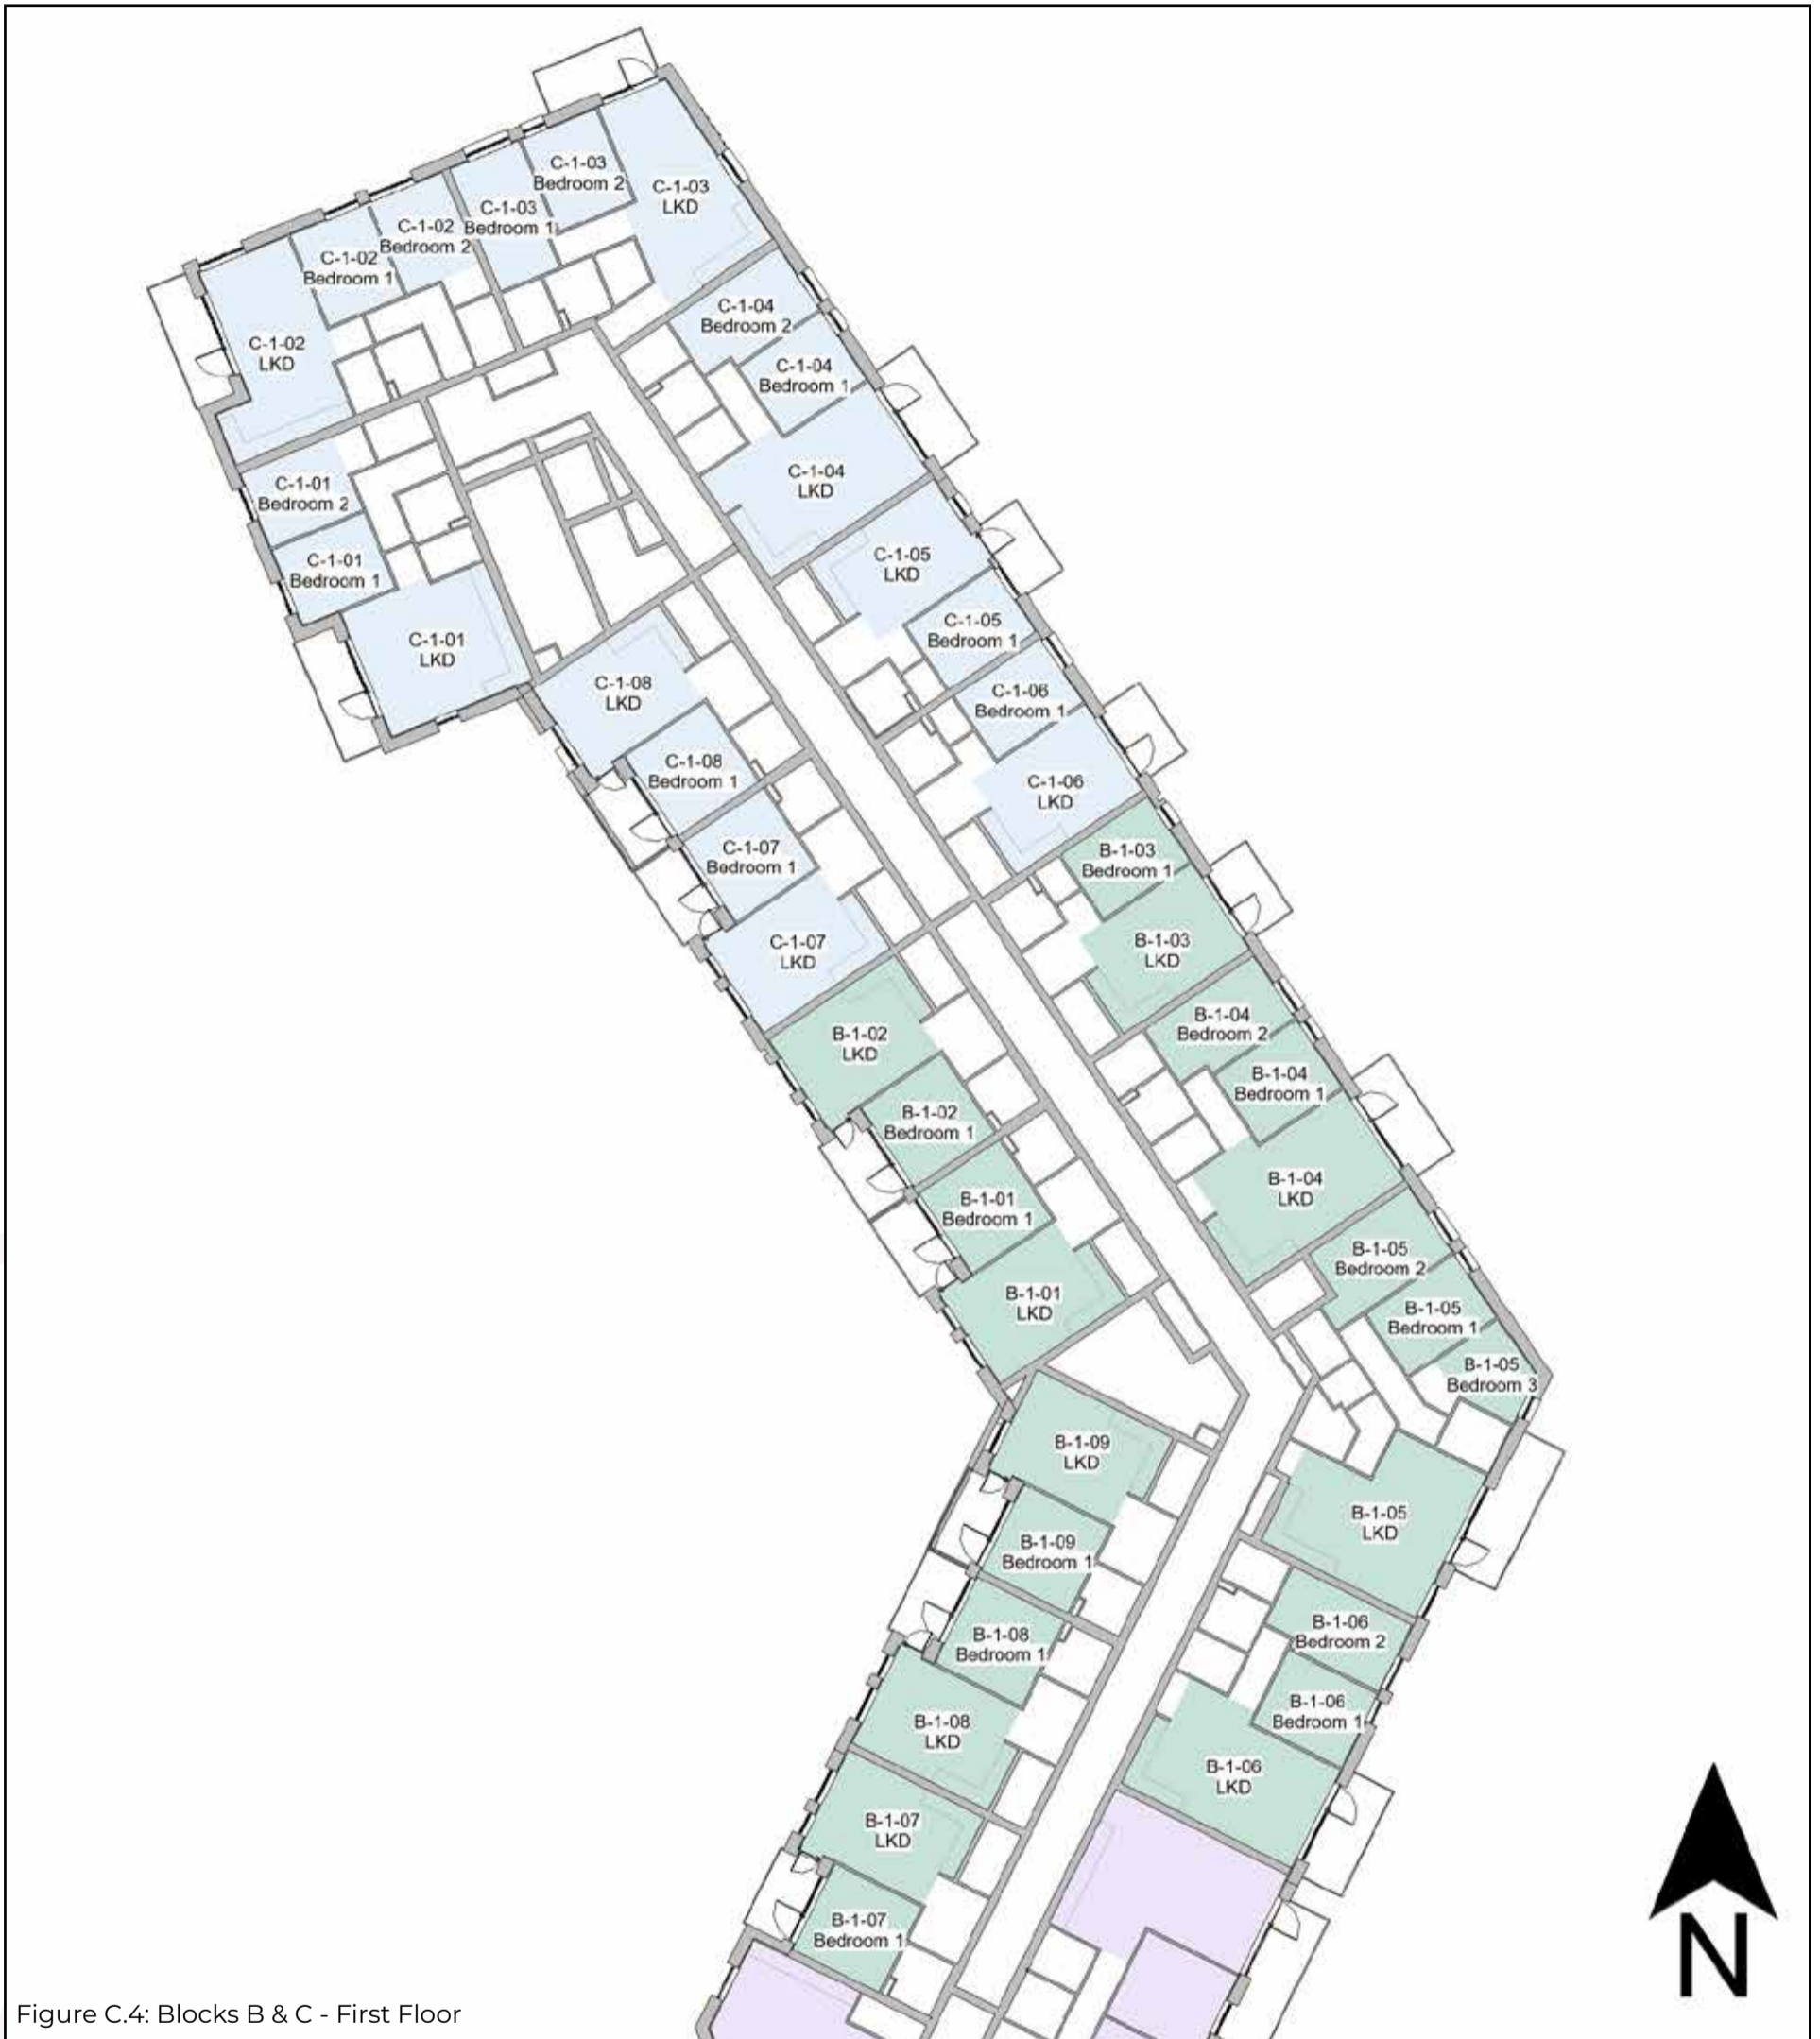 C-1-03
Bedroom 2
C-1-03
LKD
C-1-03
Bedroom 1
C-1-02
Bedroom 2
C-1-02
Bedroom 1
C-1-02
LKD
C-1-04
Bedroom 2
C-1-04
Bedroom 1
C-1-04
LKD
C-1-01
Bedroom 2
C-1-01
Bedroom 1
C-1-01
LKD
C-1-05
LKD
C-1-05
Bedroom 1
C-1-06
Bedroom 1
C-1-06
LKD
C-1-08
LKD
C-1-08
Bedroom 1
C-1-07
Bedroom 1
C-1-07
LKD
B-1-03
Bedroom 1
B-1-03
LKD
B-1-02
LKD
B-1-02
Bedroom 1
B-1-04
Bedroom 2
B-1-04
Bedroom 1
B-1-04
LKD
B-1-01
Bedroom 1
B-1-01
LKD
B-1-05
Bedroom 2
B-1-05
Bedroom 1
B-1-05
Bedroom 3
B-1-05
LKD
B-1-09
LKD
B-1-09
Bedroom 1
B-1-08
Bedroom 1
B-1-08
LKD
B-1-06
Bedroom 2
B-1-06
Bedroom 1
B-1-06
LKD
B-1-07
LKD
B-1-07
Bedroom 1
N
Figure C.4: Blocks B & C - First Floor